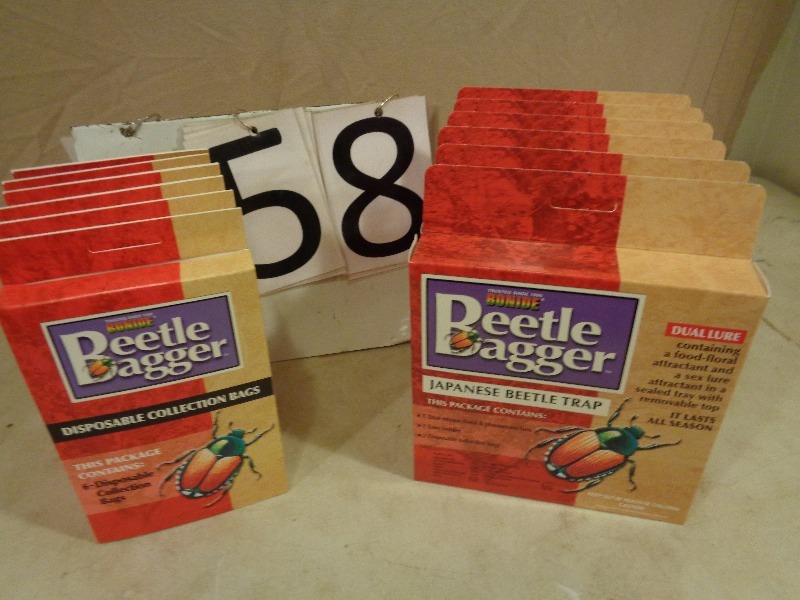 58
BONIDE
Beetle
Bagger
DISPOSABLE COLLECTION BAGS
THIS PACKAGE
CONTAINS:
6 - Disposable
Collection
Bags
BONIDE
Beetle
Bagger
JAPANESE BEETLE TRAP
THIS PACKAGE CONTAINS:
DUAL LURE
containing
a food-floral
attractant and
a sex lure
attractant in a
sealed tray with
removable top
IT LASTS
ALL SEASON